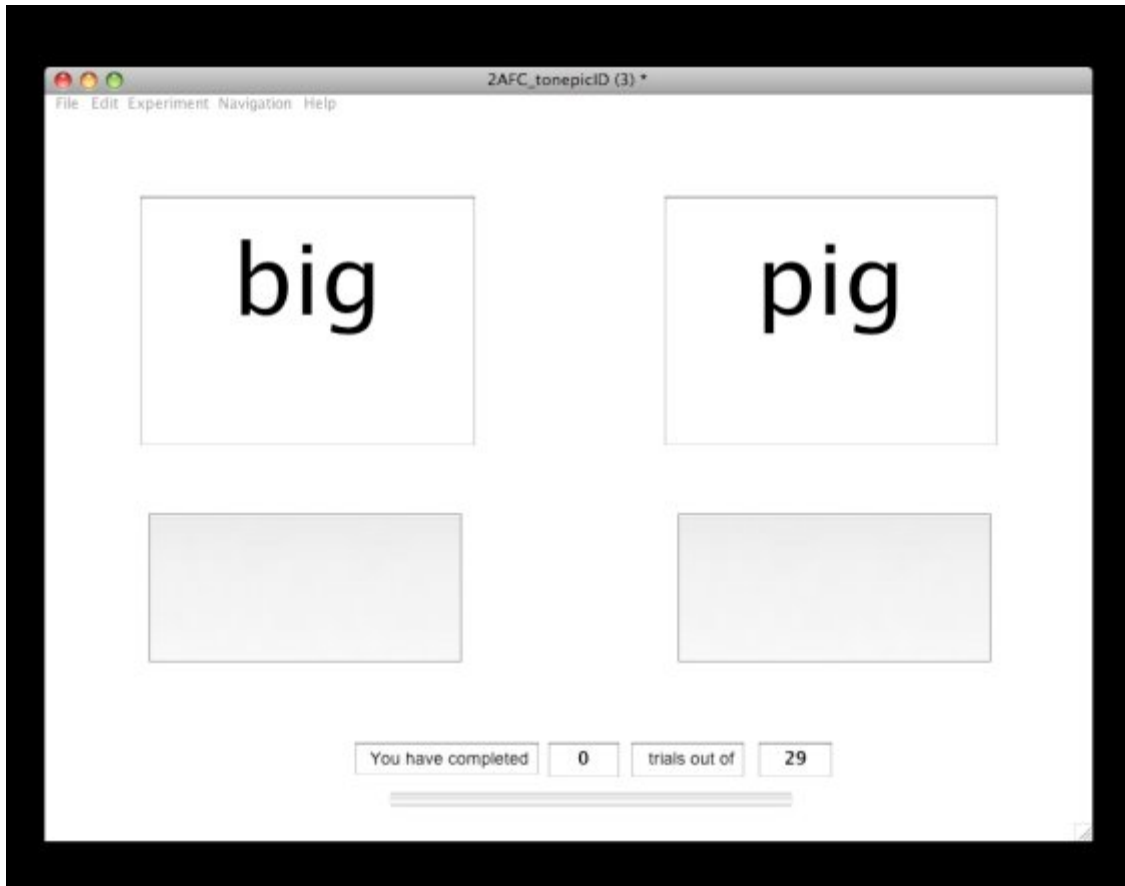 2AFC_tonepicID (3) *
File Edit Experiment Navigation Help
big pig
You have completed 0 trials out of 29